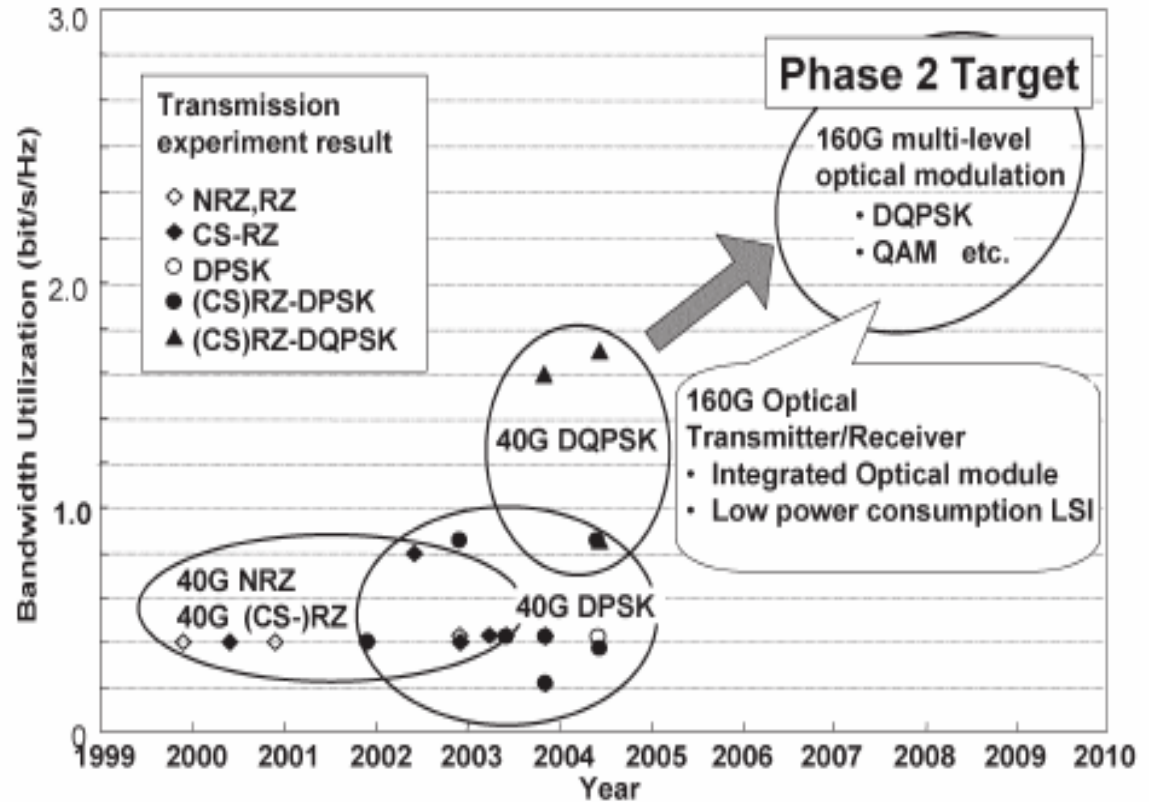 3.0
2.0
1.0
0
Bandwidth Utilization (bit/s/Hz)
Transmission
experiment result
NRZ,RZ
CS-RZ
DPSK
(CS)RZ-DPSK
(CS)RZ-DQPSK
Phase 2 Target
160G multi-level
optical modulation
• DQPSK
• QAM etc.
40G DQPSK
160G Optical
Transmitter/Receiver
• Integrated Optical module
• Low power consumption LSI
40G NRZ
40G (CS-)RZ
40G DPSK
1999 2000 2001 2002 2003 2004 2005 2006 2007 2008 2009 2010
Year